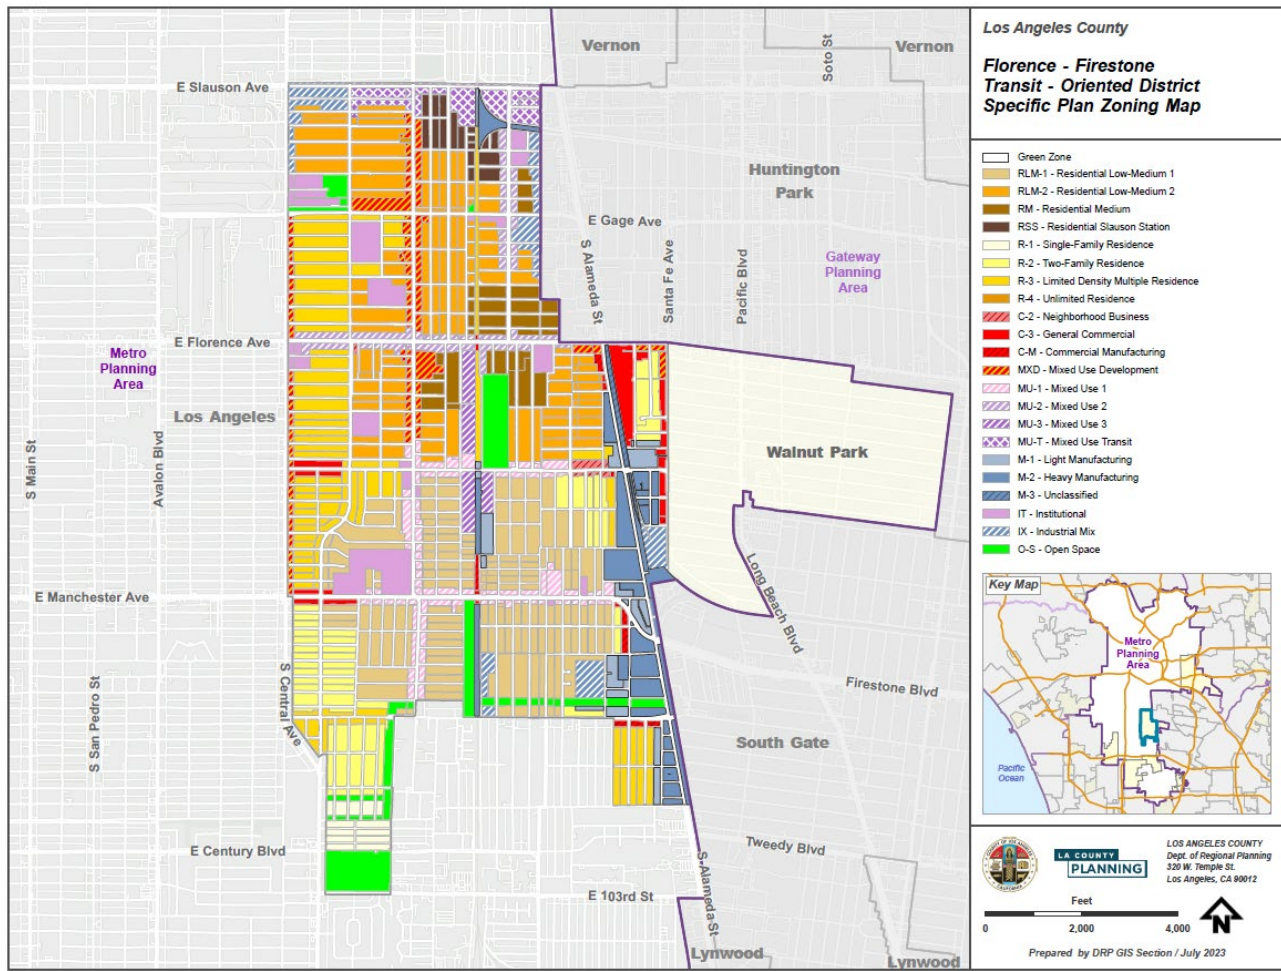 Los Angeles County
Florence - Firestone
Transit - Oriented District
Specific Plan Zoning Map
Green Zone
RLM-1 - Residential Low-Medium 1
RLM-2 - Residential Low-Medium 2
RM - Residential Medium
RSS - Residential Slauson Station
R-1 - Single-Family Residence
R-2 - Two-Family Residence
R-3 - Limited Density Multiple Residence
R-4 - Unlimited Residence
C-2 - Neighborhood Business
C-3 - General Commercial
C-M - Commercial Manufacturing
MXD - Mixed Use Development
MU-1 - Mixed Use 1
MU-2 - Mixed Use 2
MU-3 - Mixed Use 3
MU-T - Mixed Use Transit
M-1 - Light Manufacturing
M-2 - Heavy Manufacturing
M-3 - Unclassified
IT - Institutional
IX - Industrial Mix
O-S - Open Space
Key Map
Metro
Planning
Area
Pacific
Ocean
COUNTY OF LOS ANGELES
CALIFORNIA
LA COUNTY
PLANNING
LOS ANGELES COUNTY
Dept. of Regional Planning
320 W. Temple St.
Los Angeles, CA 90012
Feet
0 2,000 4,000
N
Prepared by DRP GIS Section / July 2023
Vernon
Soto St
Vernon
E Slauson Ave
Huntington
Park
E Gage Ave
S Alameda St
Santa Fe Ave
Pacific Blvd
Gateway
Planning
Area
E Florence Ave
Metro
Planning
Area
Los Angeles
S Main St
Avalon Blvd
Walnut Park
E Manchester Ave
Long Beach Blvd
Firestone Blvd
S San Pedro St
S Central Ave
South Gate
E Century Blvd
Tweedy Blvd
E 103rd St
S Alameda St
Lynwood
Lynwood